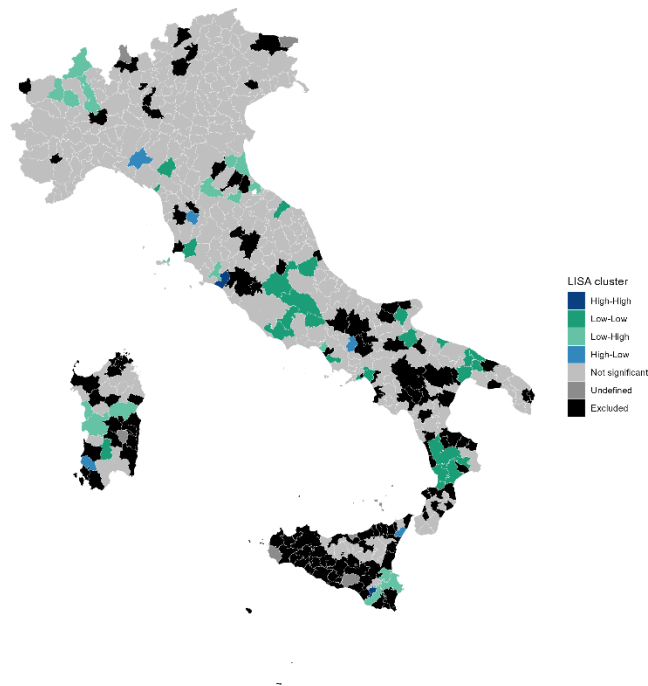 LISA cluster
High-High
Low-Low
Low-High
High-Low
Not significant
Undefined
Excluded